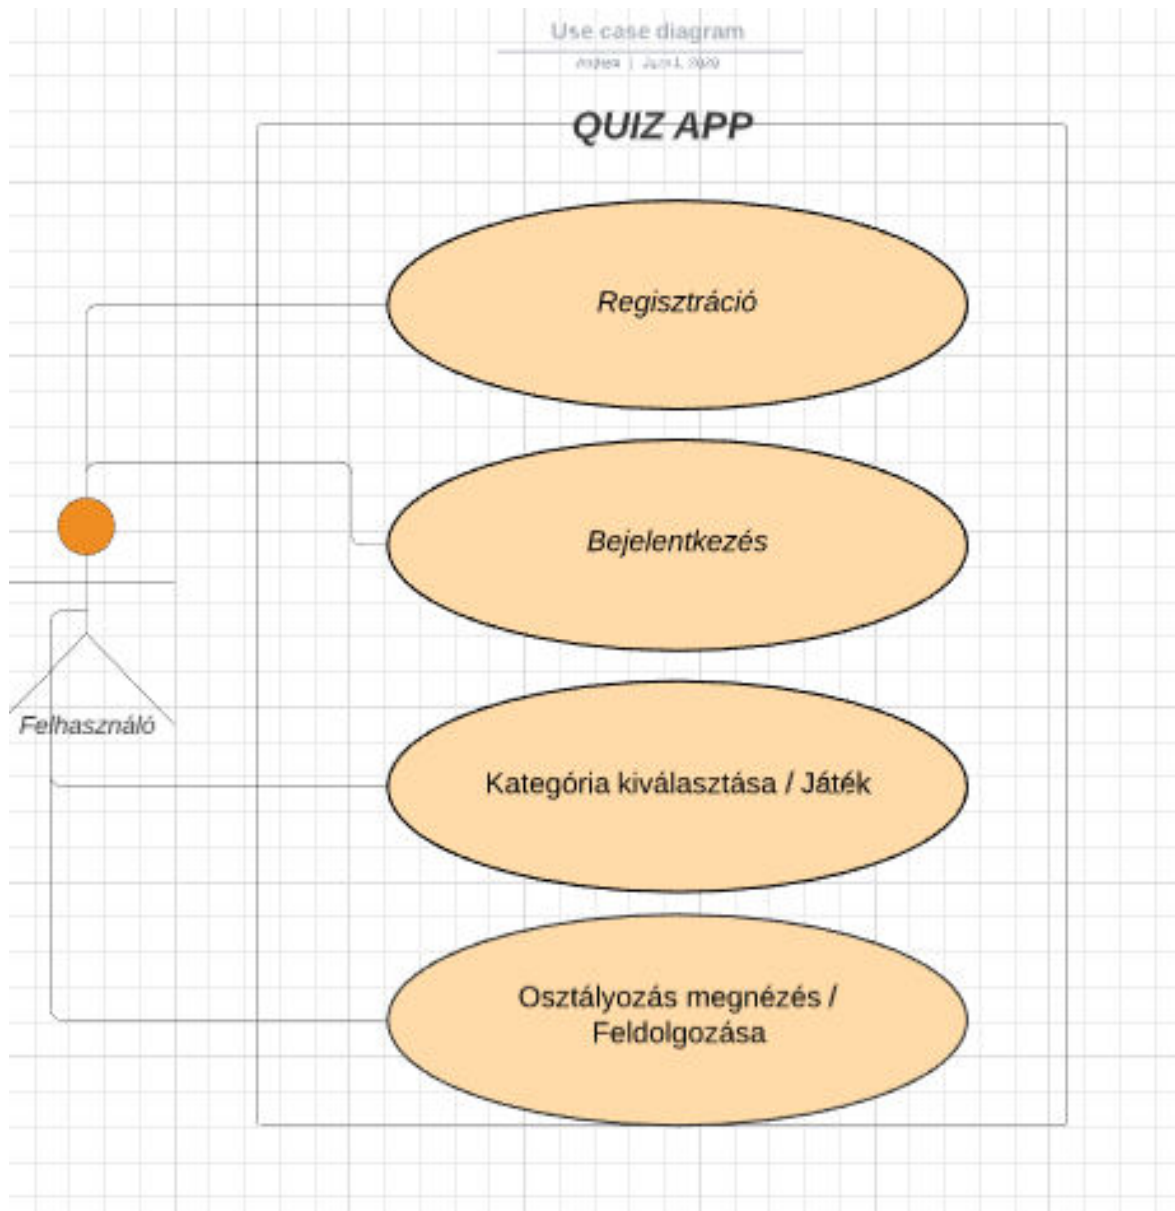 Use case diagram
QUIZ APP
Regisztráció
Bejelentkezés
Felhasználó
Kategória kiválasztása / Játék
Osztályozás megnézés /
Feldolgozása